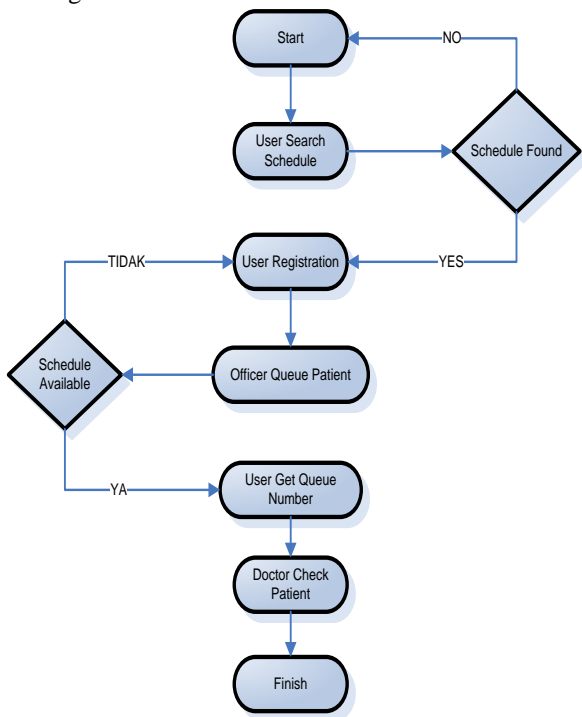 Start
NO
User Search
Schedule
Schedule Found
TIDAK
User Registration
YES
Schedule
Available
Officer Queue Patient
YA
User Get Queue
Number
Doctor Check
Patient
Finish